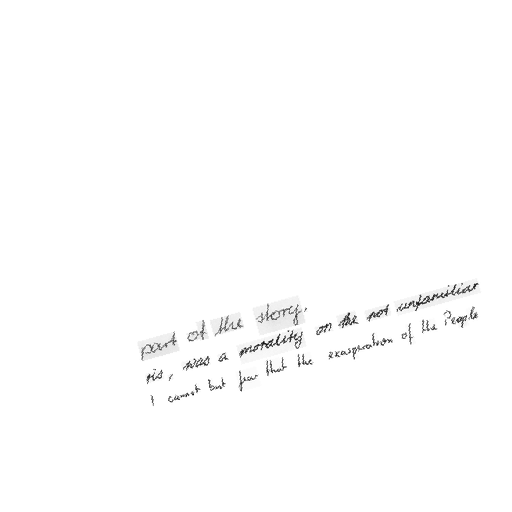 part of the story,
ris, was a morality on the not unfamiliar
I cannot but fear that the exasperation of the People